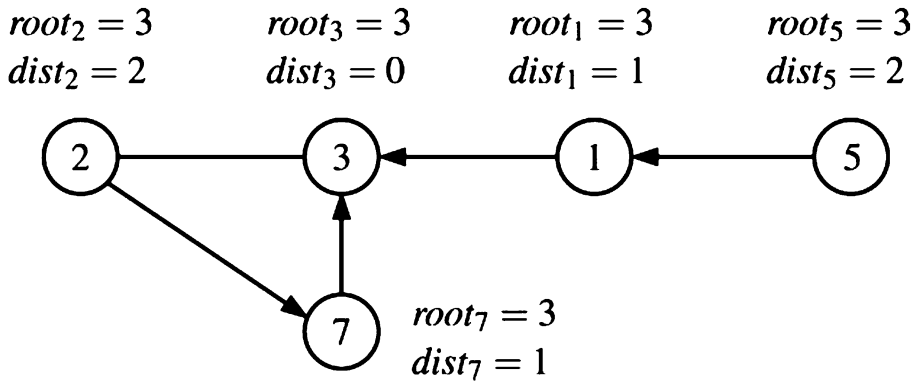 root₂ = 3 root₃ = 3 root₁ = 3 root₅ = 3
dist₂ = 2 dist₃ = 0 dist₁ = 1 dist₅ = 2
2 3 1 5
7 root₇ = 3
dist₇ = 1